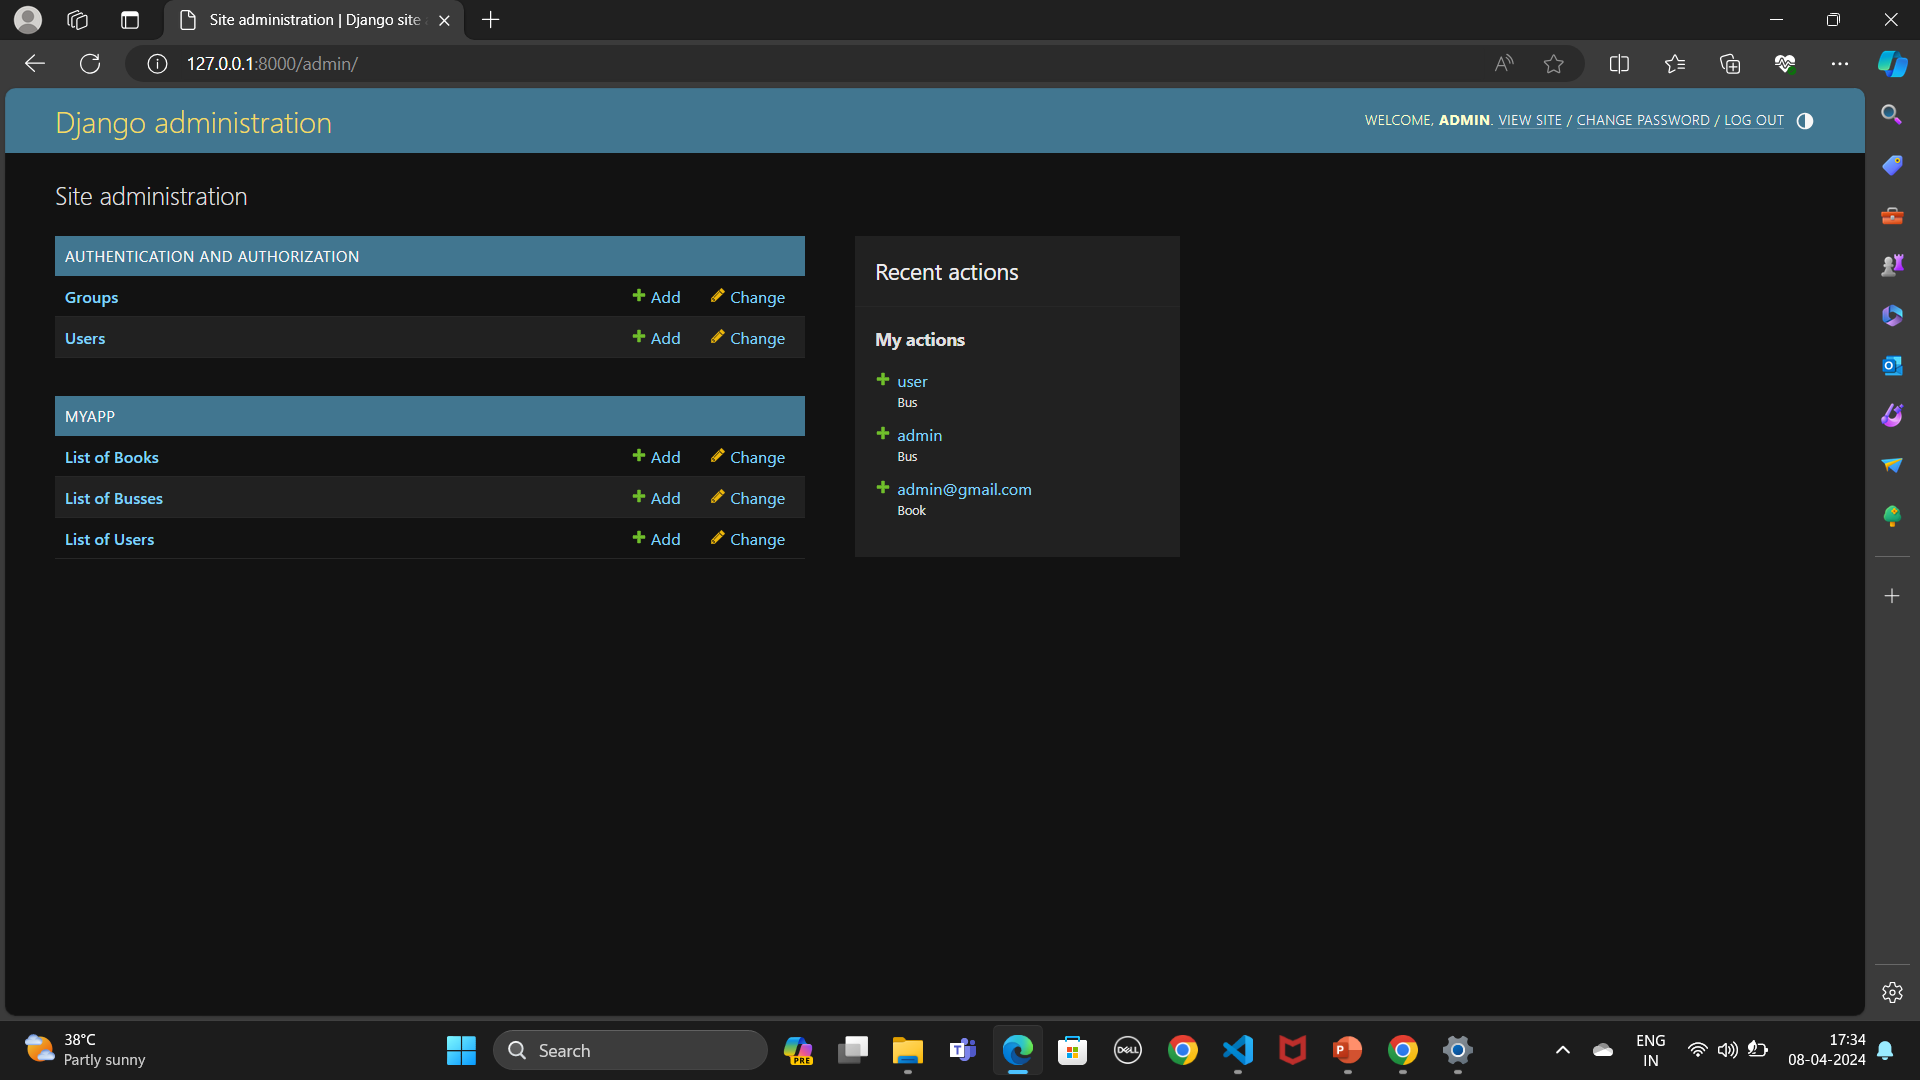 Site administration | Django site
127.0.0.1:8000/admin/
Django administration
WELCOME, ADMIN. VIEW SITE / CHANGE PASSWORD / LOG OUT
Site administration
AUTHENTICATION AND AUTHORIZATION
Groups Add Change
Users Add Change
MYAPP
List of Books Add Change
List of Busses Add Change
List of Users Add Change
Recent actions
My actions
user
Bus
admin
Bus
admin@gmail.com
Book
38°C
Partly sunny
Search
PRE
DELL
ENG
IN
17:34
08-04-2024